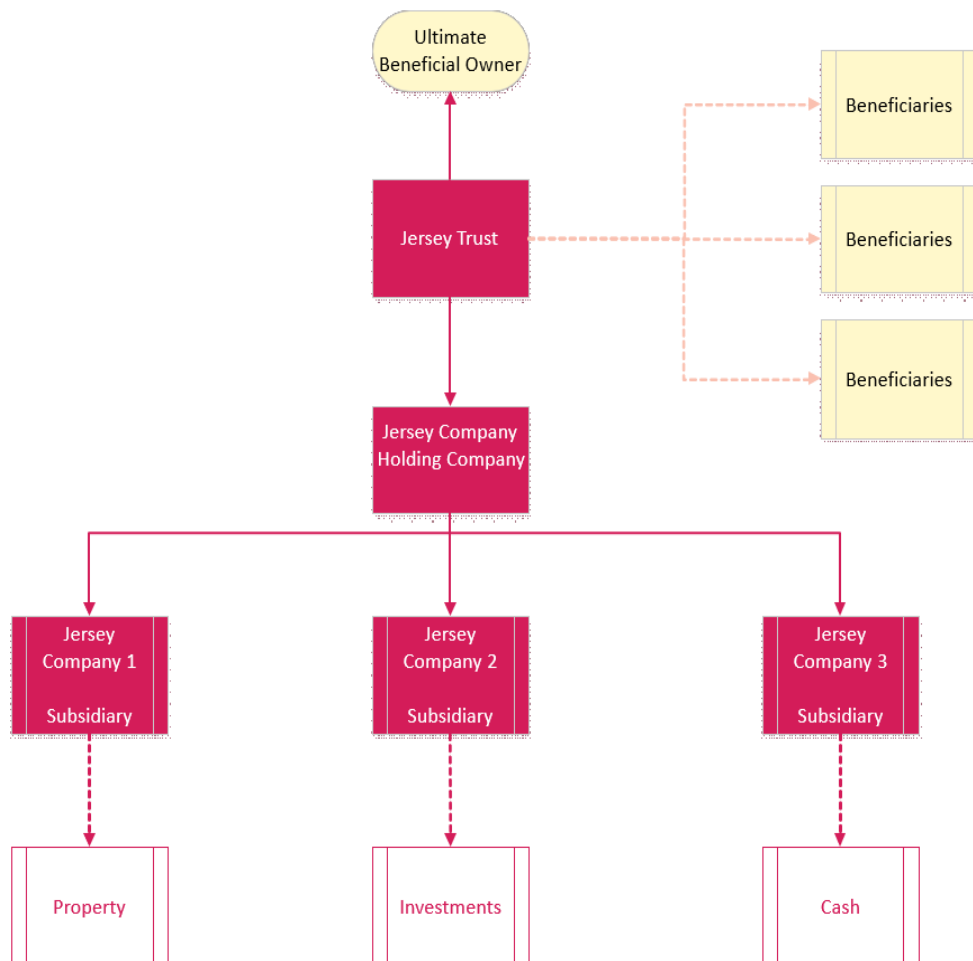 Ultimate
Beneficial Owner
Beneficiaries
Jersey Trust
Beneficiaries
Beneficiaries
Jersey Company
Holding Company
Jersey
Company 1
Subsidiary
Jersey
Company 2
Subsidiary
Jersey
Company 3
Subsidiary
Property
Investments
Cash